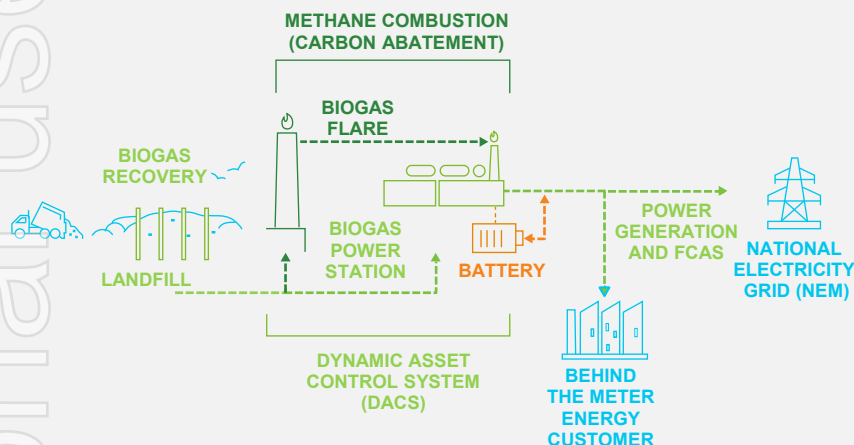 METHANE COMBUSTION
(CARBON ABATEMENT)
BIOGAS
FLARE
BIOGAS
RECOVERY
LANDFILL
BIOGAS
POWER
STATION
BATTERY
POWER
GENERATION
AND FCAS
NATIONAL
ELECTRICITY
GRID (NEM)
DYNAMIC ASSET
CONTROL SYSTEM
(DACS)
BEHIND
THE METER
ENERGY
CUSTOMER